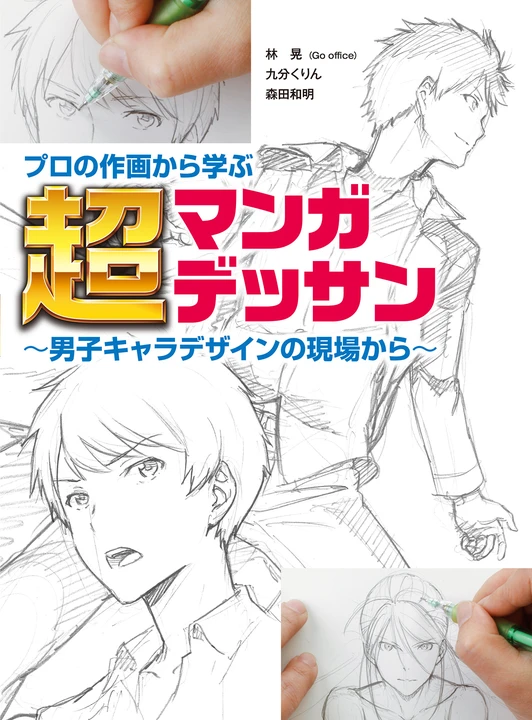 林 晃 (Go office)
九分くりん
森田和明
プロの作画から学ぶ
超マンガ
デッサン
～男子キャラデザインの現場から～